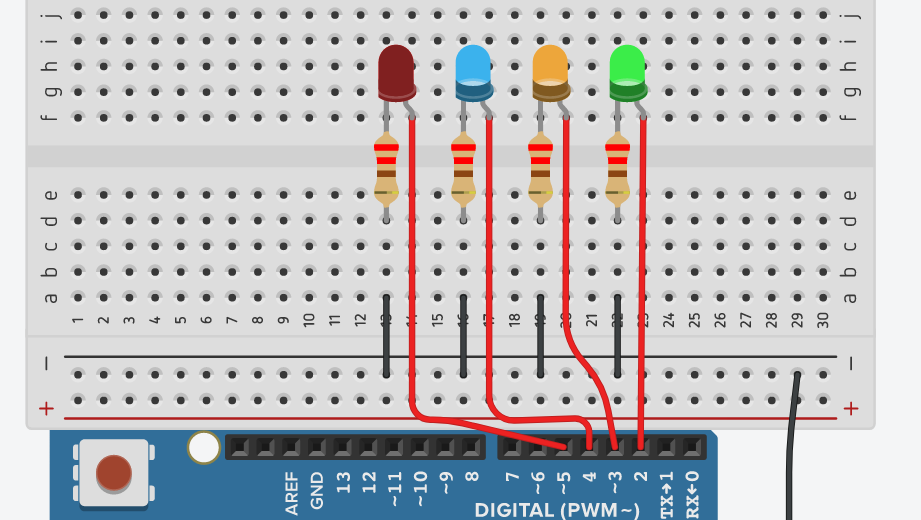 j j
i i
h h
g g
f f
e e
d d
c c
b b
a a
1 2 3 4 5 6 7 8 9 10 11 12 13 14 15 16 17 18 19 20 21 22 23 24 25 26 27 28 29 30
− −
+ +
AREF GND 13 12 ~11 ~10 ~9 8 7 ~6 ~5 4 ~3 2 TX→1 RX←0
DIGITAL (PWM~)